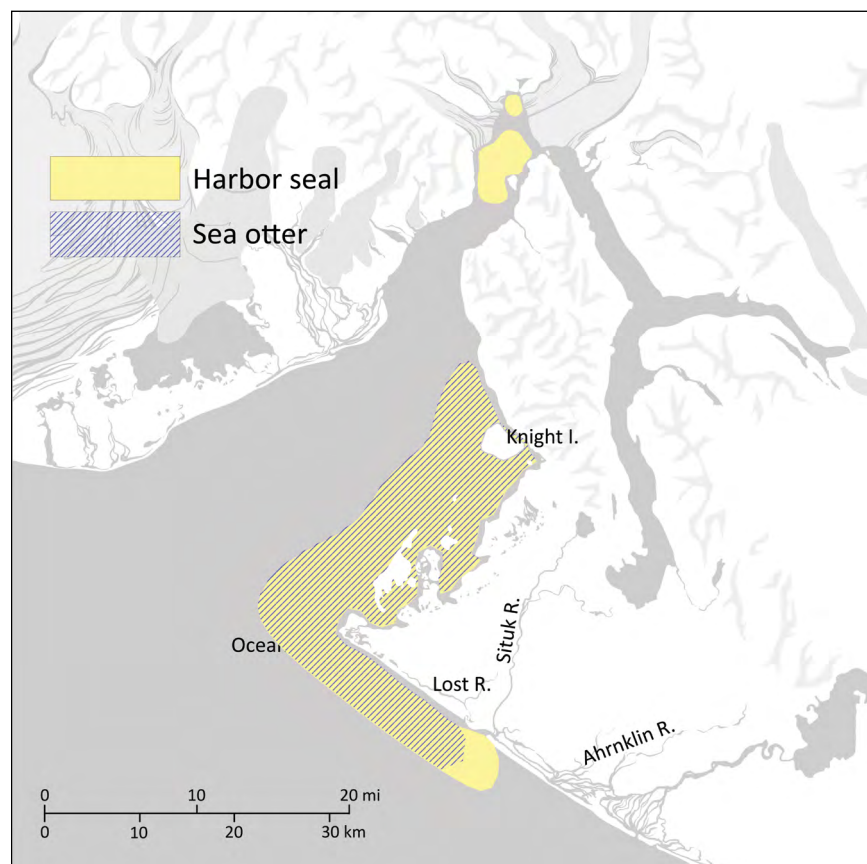 Harbor seal
Sea otter
Knight I.
Situk R.
Ocea
Lost R.
Ahrnklin R.
0 10 20 mi
0 10 20 30 km